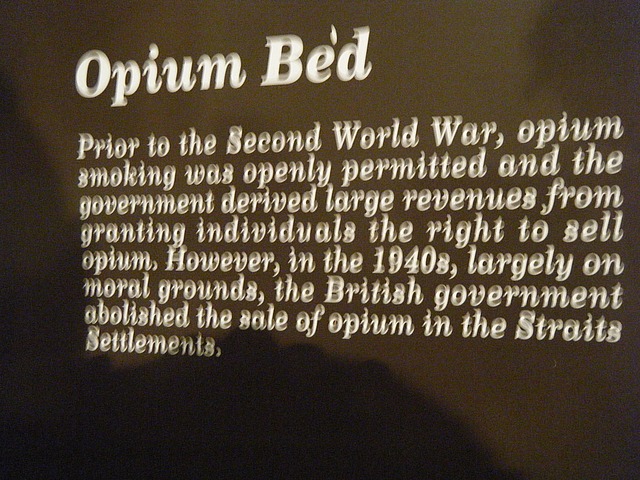 Opium Bed
Prior to the Second World War, opium
smoking was openly permitted and the
government derived large revenues from
granting individuals the right to sell
opium. However, in the 1940s, largely on
moral grounds, the British government
abolished the sale of opium in the Straits
Settlements.